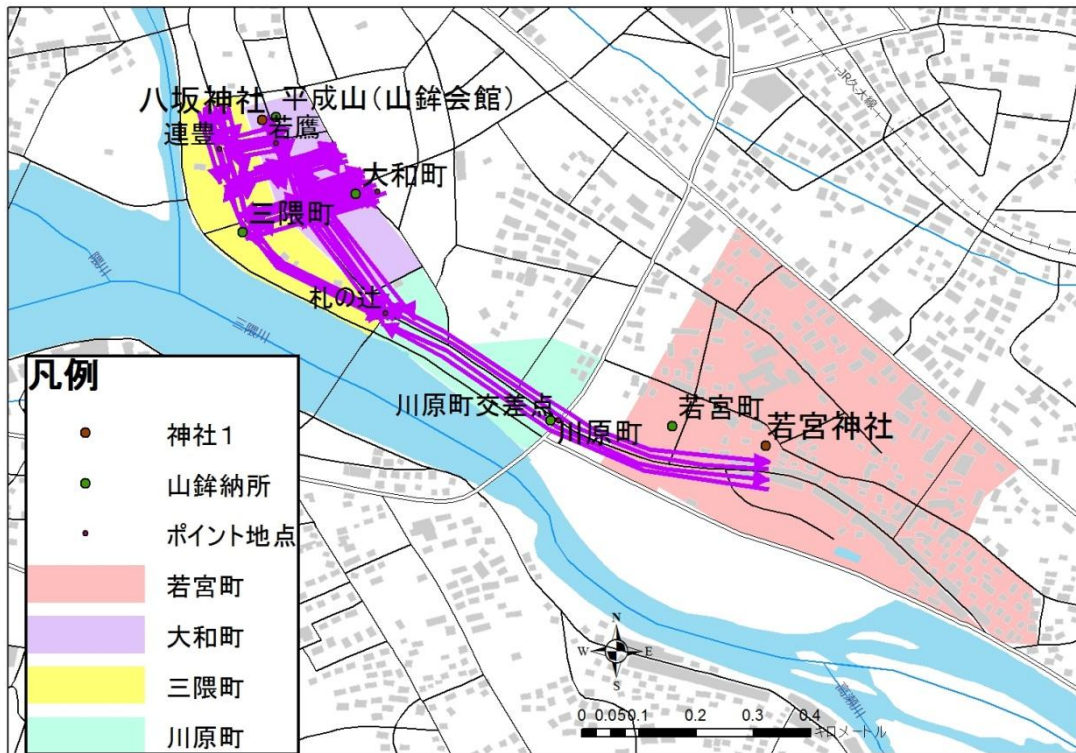 JR久大線
八坂神社
平成山(山鉾会館)
連豊
若鷹
大和町
三隈町
札の辻
三隈川
川原町交差点
川原町
若宮町
若宮神社
高瀬川
凡例
神社1
山鉾納所
ポイント地点
若宮町
大和町
三隈町
川原町
N
W
E
S
0 0.05 0.1 0.2 0.3 0.4
キロメートル